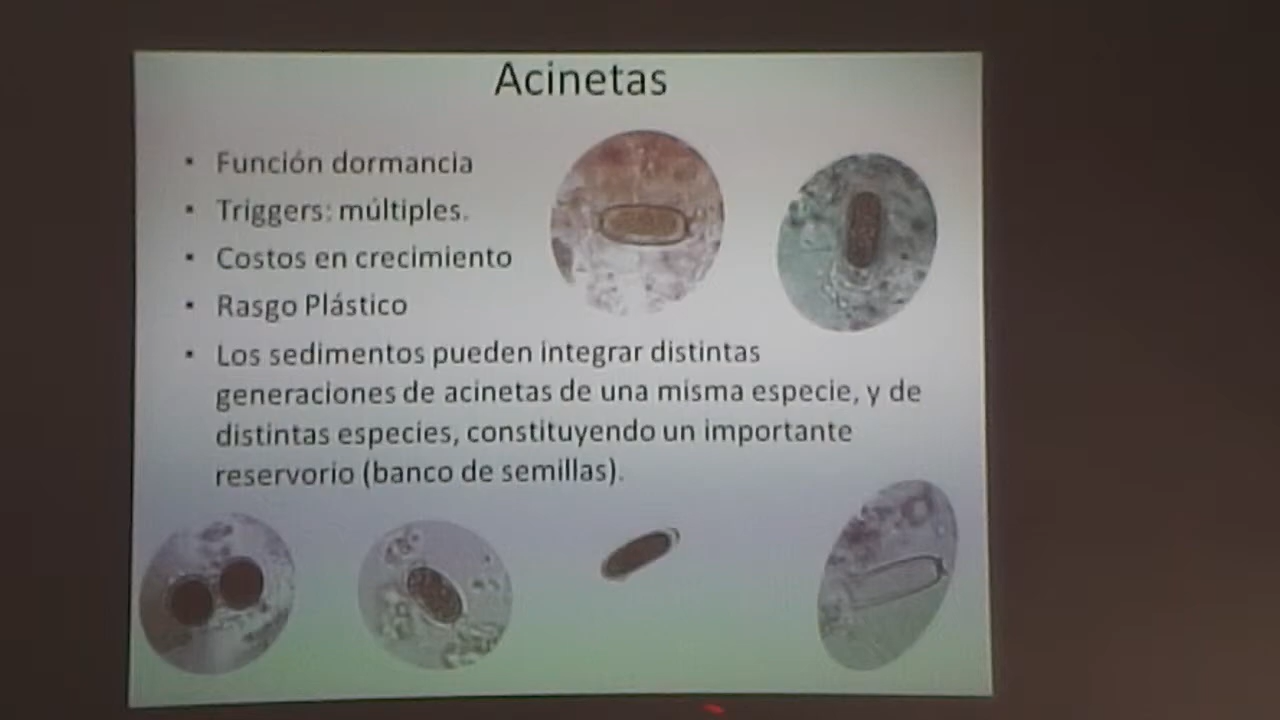 Acinetas
▪ Función dormancia
▪ Triggers: múltiples.
▪ Costos en crecimiento
▪ Rasgo Plástico
▪ Los sedimentos pueden integrar distintas
generaciones de acinetas de una misma especie, y de
distintas especies, constituyendo un importante
reservorio (banco de semillas).